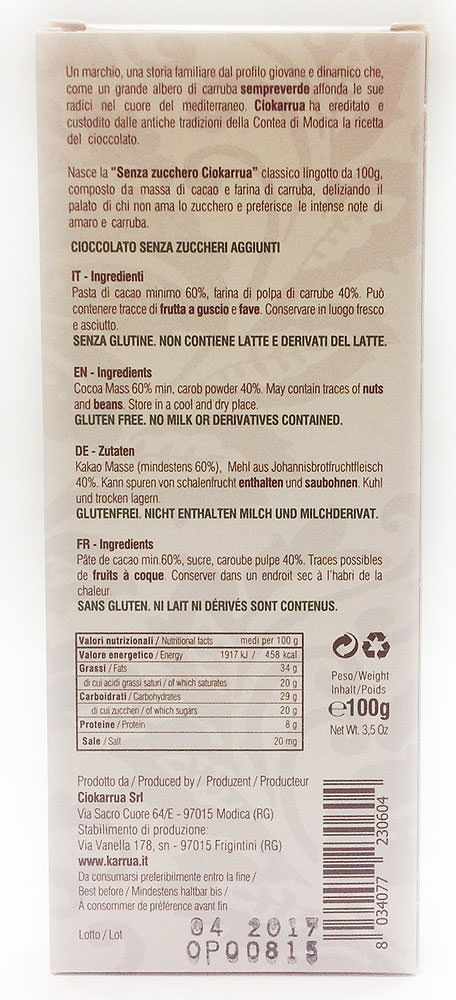 Un marchio, una storia familiare dal profilo giovane e dinamico che,
come un grande albero di carruba sempreverde affonda le sue
radici nel cuore del mediterraneo. Ciokarrua ha ereditato e
custodito dalle antiche tradizioni della Contea di Modica la ricetta
del cioccolato.
Nasce la "Senza zucchero Ciokarrua" classico lingotto da 100g,
composto da massa di cacao e farina di carruba, deliziando il
palato di chi non ama lo zucchero e preferisce le intense note di
amaro e carruba.
CIOCCOLATO SENZA ZUCCHERI AGGIUNTI
IT - Ingredienti
Pasta di cacao minimo 60%, farina di polpa di carrube 40%. Può
contenere tracce di frutta a guscio e fave. Conservare in luogo fresco
e asciutto.
SENZA GLUTINE. NON CONTIENE LATTE E DERIVATI DEL LATTE.
EN - Ingredients
Cocoa Mass 60% min, carob powder 40%. May contain traces of nuts
and beans. Store in a cool and dry place.
GLUTEN FREE. NO MILK OR DERIVATIVES CONTAINED.
DE - Zutaten
Kakao Masse (mindestens 60%), Mehl aus Johannisbrotfruchtfleisch
40%. Kann spuren von schalenfrucht enthalten und saubohnen. Kuhl
und trocken lagern.
GLUTENFREI. NICHT ENTHALTEN MILCH UND MILCHDERIVAT.
FR - Ingredients
Pâte de cacao min.60%, sucre, caroube pulpe 40%. Traces possibles
de fruits à coque. Conserver dans un endroit sec à l'habri de la
chaleur.
SANS GLUTEN. NI LAIT NI DÉRIVÉS SONT CONTENUS.
Valori nutrizionali / Nutritional facts medi per 100 g
Valore energetico / Energy 1917 kJ / 458 kcal
Grassi / Fats 34 g
di cui acidi grassi saturi / of which saturates 20 g
Carboidrati / Carbohydrates 29 g
di cui zuccheri / of which sugars 20 g
Proteine / Protein 8 g
Sale / Salt 20 mg
Peso/Weight
Inhalt/Poids
℮100g
Net Wt. 3,5 Oz
Prodotto da / Produced by / Produzent / Producteur
Ciokarrua Srl
Via Sacro Cuore 64/E - 97015 Modica (RG)
Stabilimento di produzione:
Via Vanella 178, sn - 97015 Frigintini (RG)
www.karrua.it
Da consumarsi preferibilmente entro la fine /
Best before / Mindestens haltbar bis /
A consommer de préférence avant fin
04 2017
Lotto / Lot OP00815
8 034077 230604